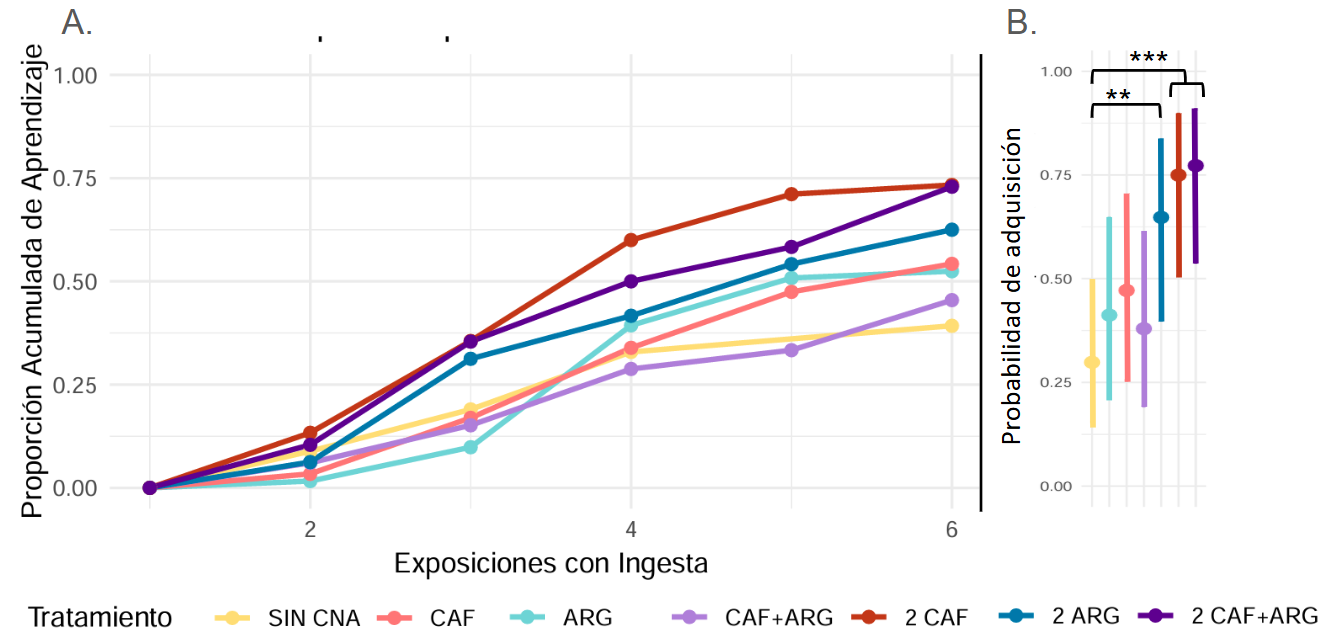 A.
Proporción Acumulada de Aprendizaje
1.00
0.75
0.50
0.25
0.00
2
4
6
Exposiciones con Ingesta
B.
Probabilidad de adquisición
1.00
0.75
0.50
0.25
0.00
***
**
Tratamiento SIN CNA CAF ARG CAF+ARG 2 CAF 2 ARG 2 CAF+ARG